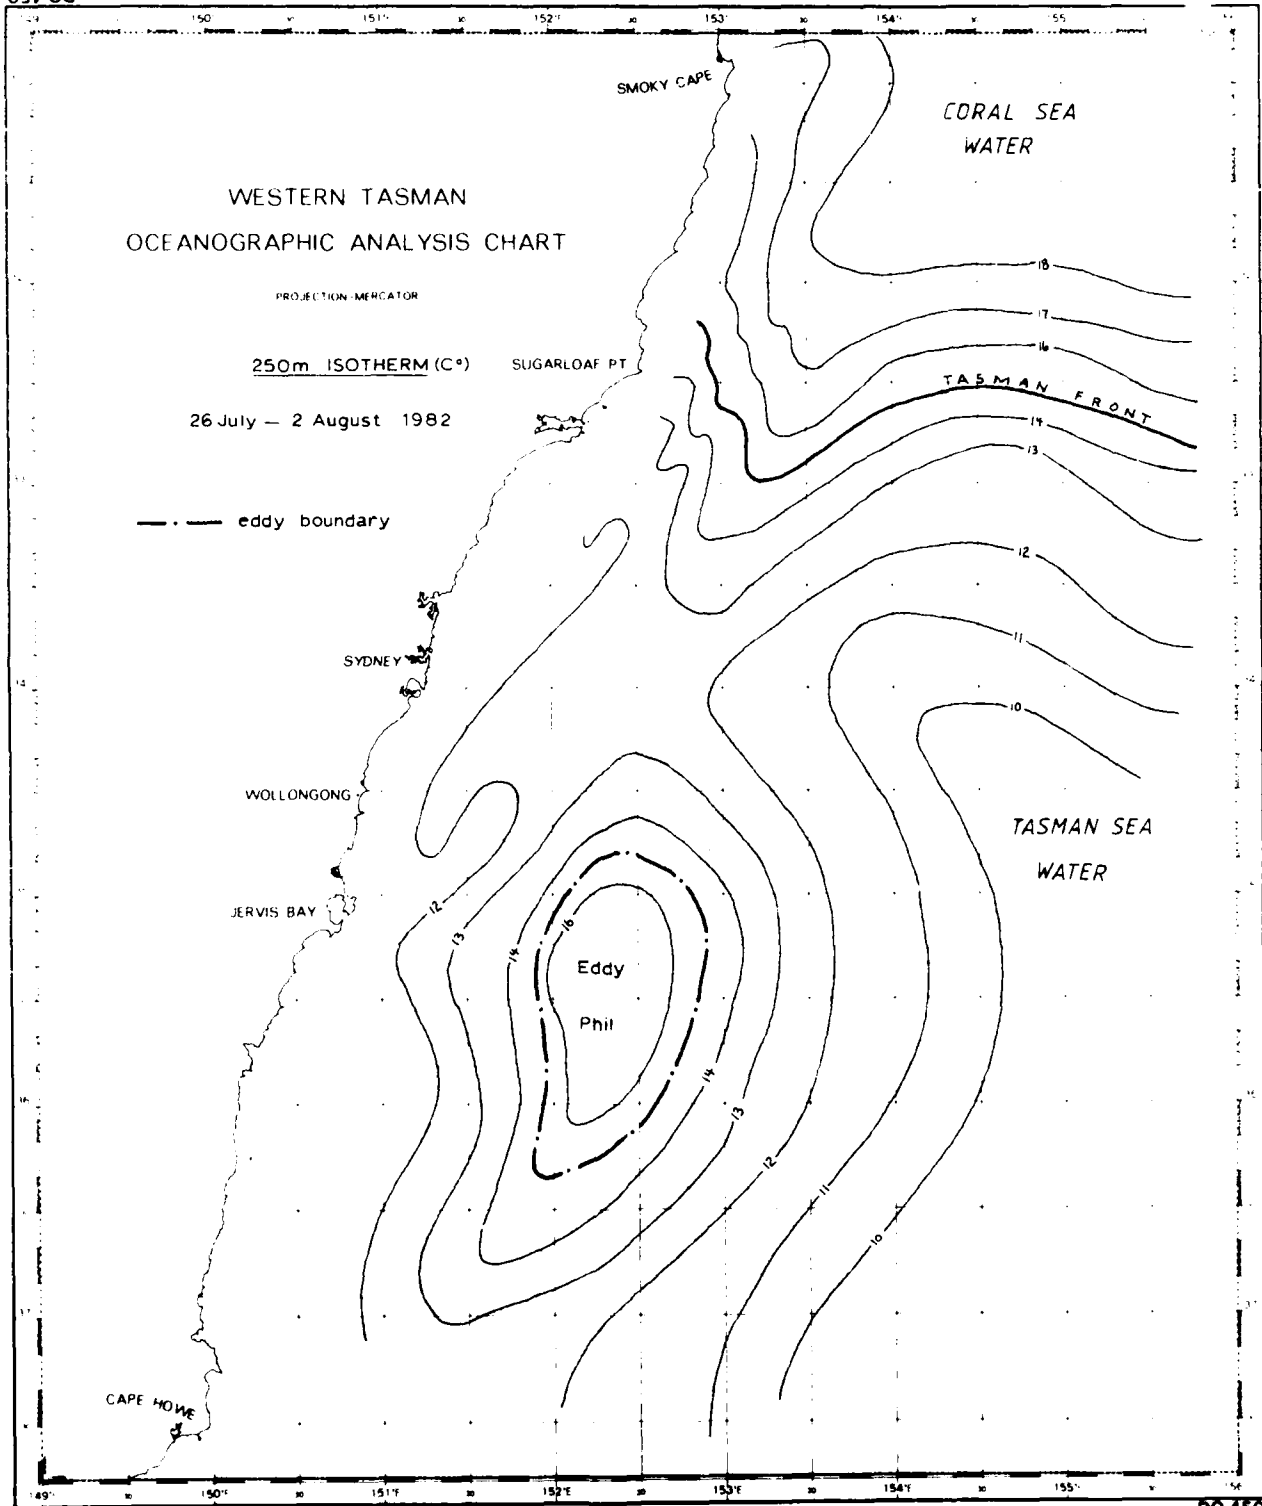 150
151°E
152°E
153°
154°
155
SMOKY CAPE
CORAL SEA
WATER
WESTERN TASMAN
OCEANOGRAPHIC ANALYSIS CHART
PROJECTION-MERCATOR
18
17
250m ISOTHERM (C°)
SUGARLOAF PT
16
TASMAN FRONT
26 July — 2 August 1982
14
13
eddy boundary
12
11
SYDNEY
10
WOLLONGONG
TASMAN SEA
WATER
JERVIS BAY
12
13
14
16
Eddy
Phil
14
13
12
11
10
CAPE HOWE
149°
150°E
151°E
152°E
153°E
154°E
155°